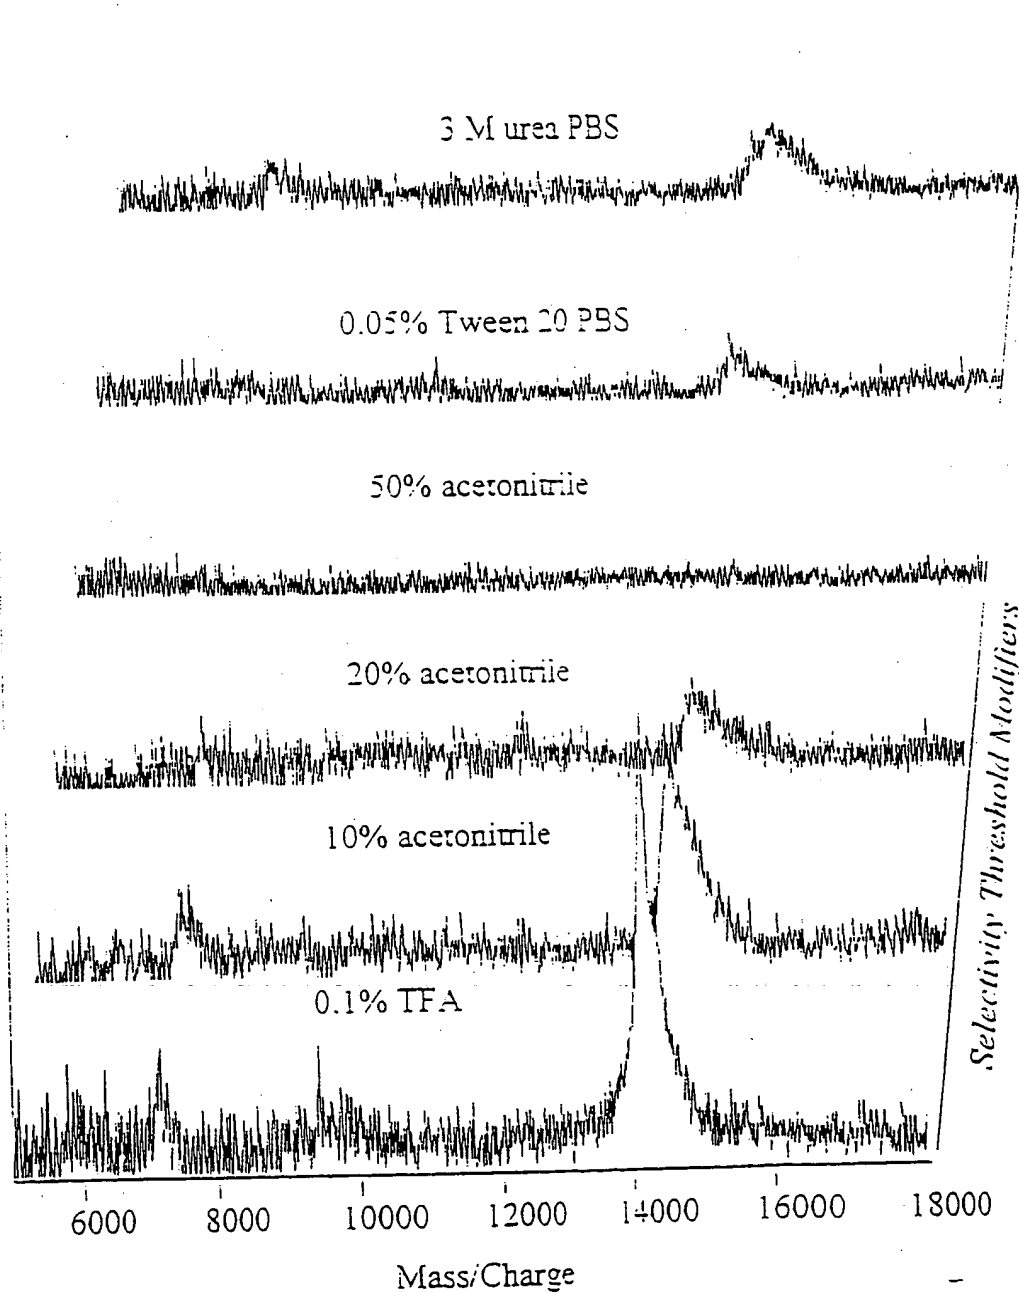 3 M urea PBS
0.05% Tween 20 PBS
50% acetonitrile
20% acetonitrile
10% acetonitrile
0.1% TFA
Selectivity Threshold Modifiers
6000 8000 10000 12000 14000 16000 18000
Mass/Charge